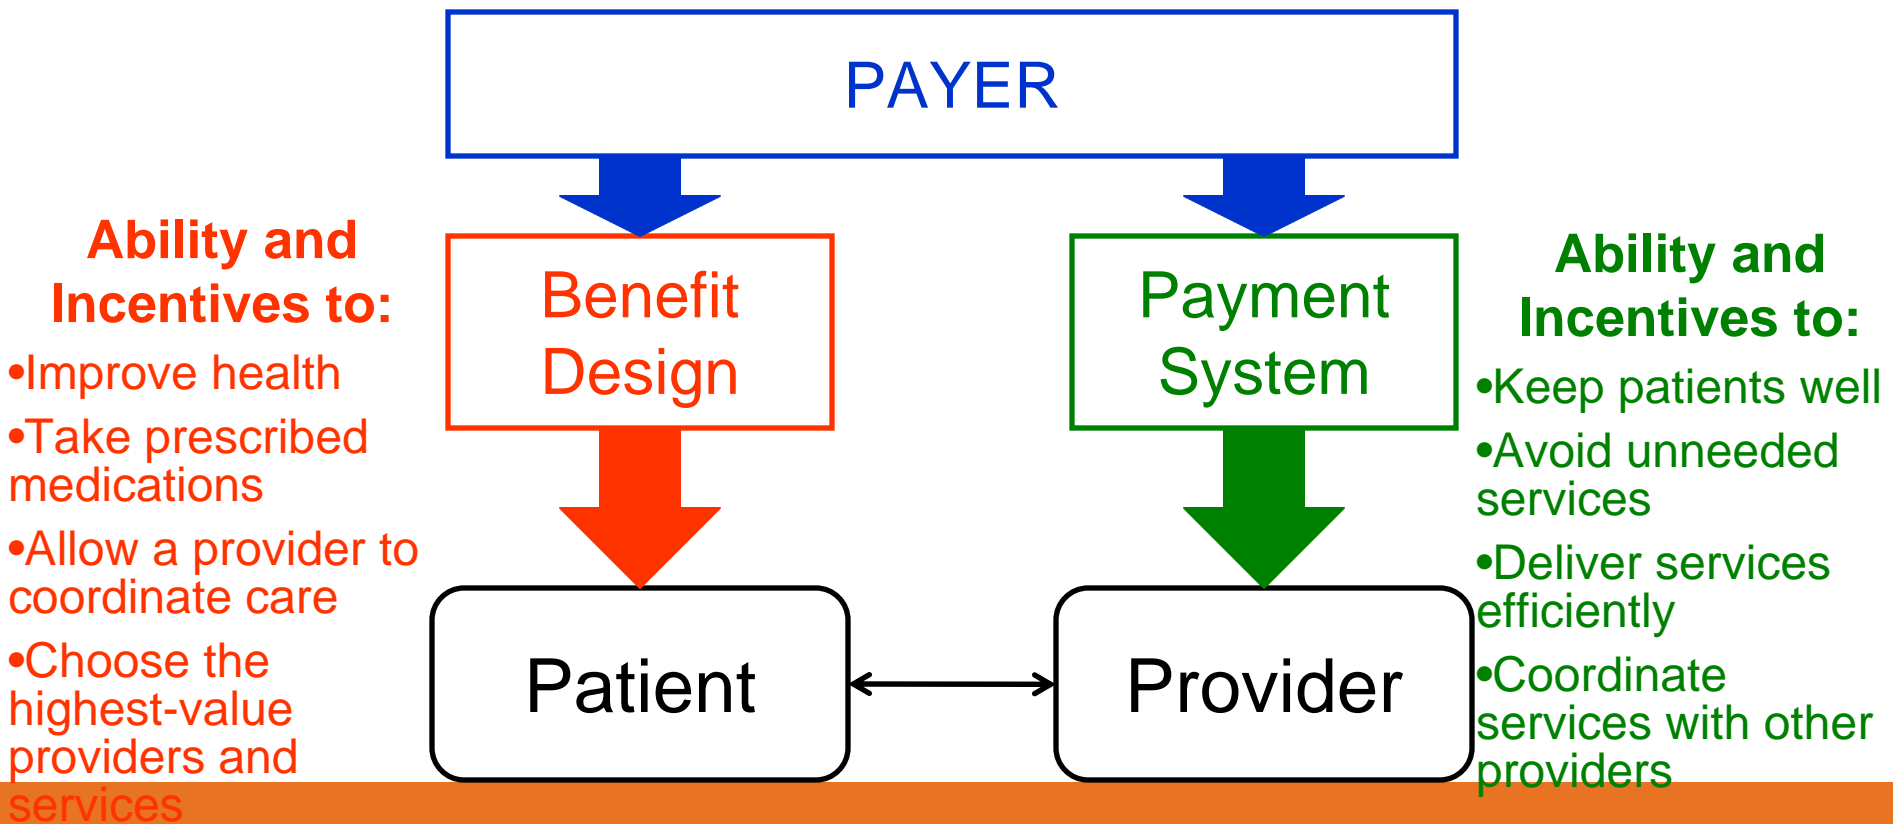 PAYER
Ability and
Incentives to:
•Improve health
•Take prescribed
medications
•Allow a provider to
coordinate care
•Choose the
highest-value
providers and
services
Benefit
Design
Payment
System
Ability and
Incentives to:
•Keep patients well
•Avoid unneeded
services
•Deliver services
efficiently
•Coordinate
services with other
providers
Patient
Provider